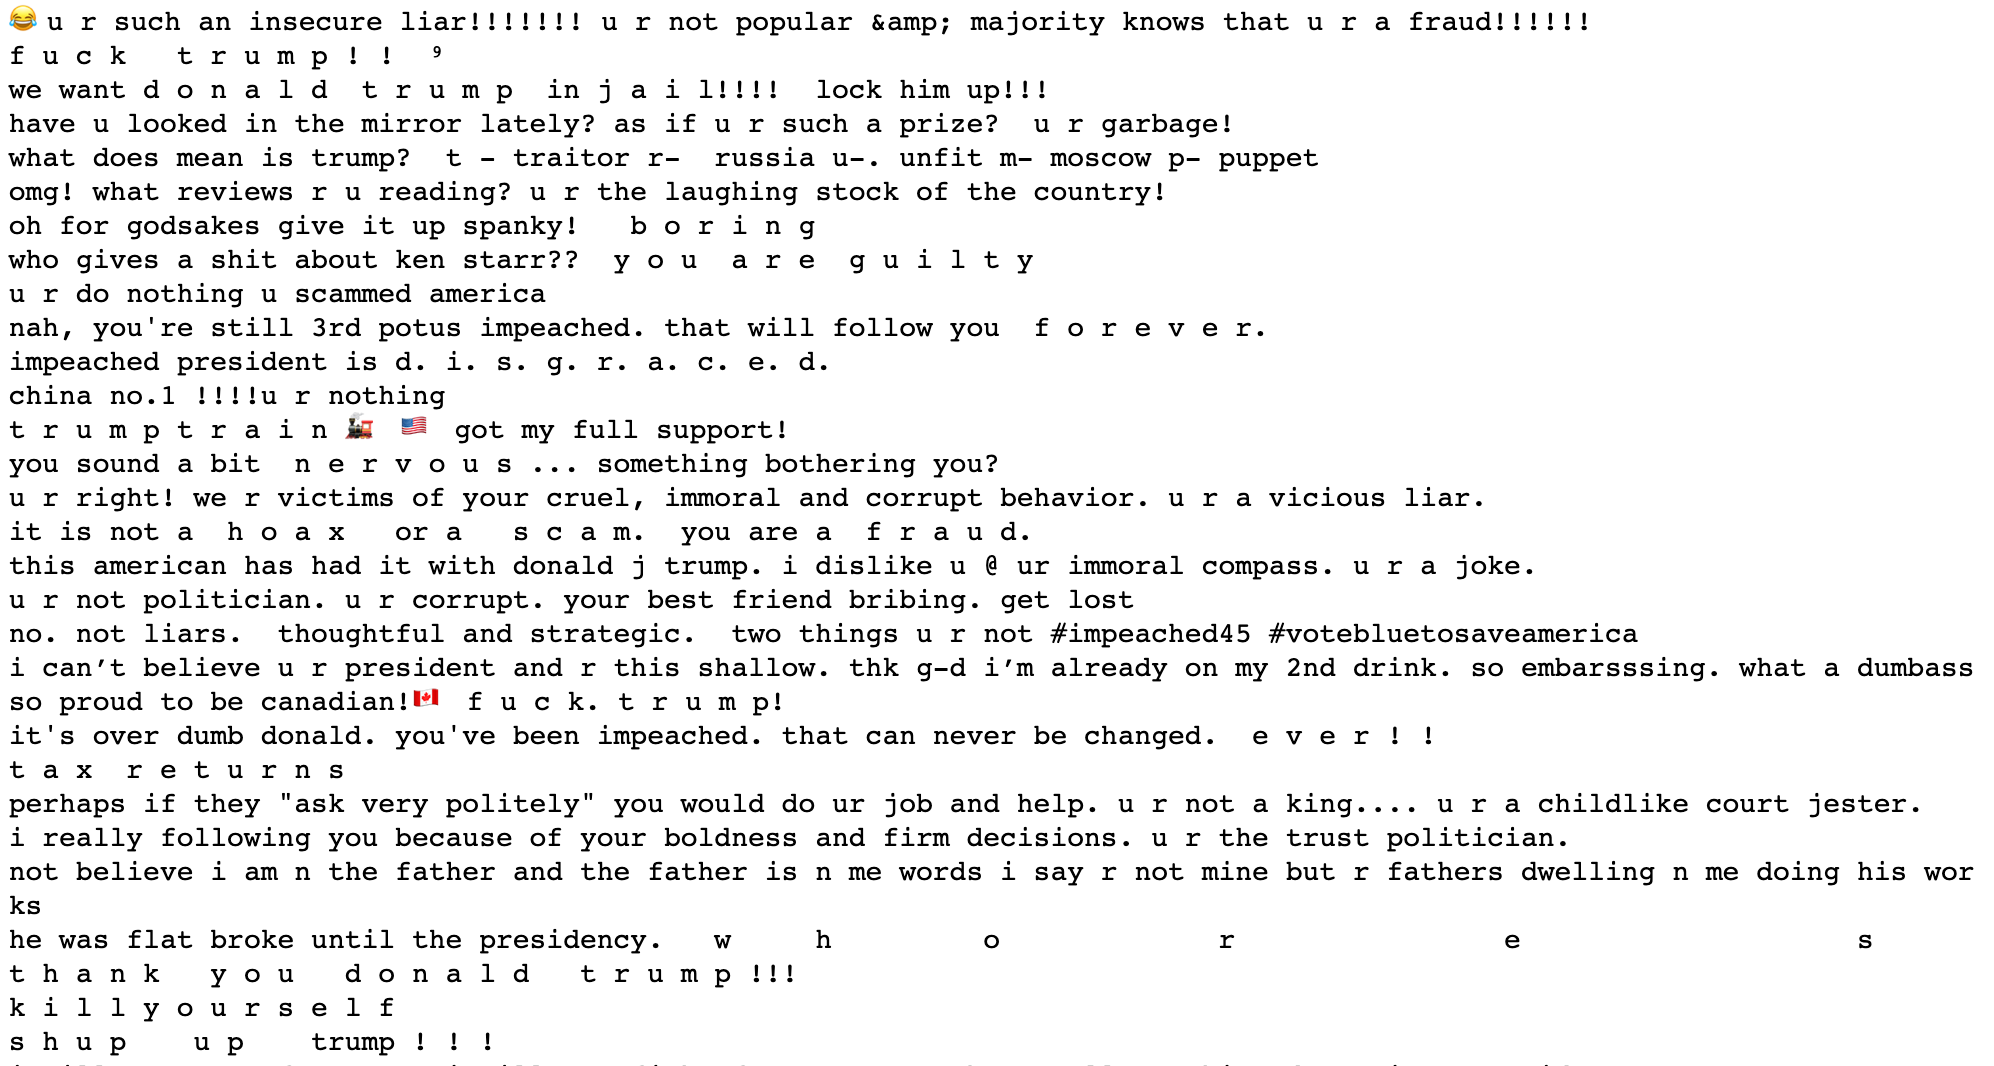 😂 u r such an insecure liar!!!!!!! u r not popular &amp; majority knows that u r a fraud!!!!!!
f u c k   t r u m p ! !  ⁹
we want d o n a l d  t r u m p  in j a i l!!!!  lock him up!!!
have u looked in the mirror lately? as if u r such a prize?  u r garbage!
what does mean is trump?  t - traitor r-  russia u-. unfit m- moscow p- puppet
omg! what reviews r u reading? u r the laughing stock of the country!
oh for godsakes give it up spanky!   b o r i n g
who gives a shit about ken starr??  y o u  a r e  g u i l t y
u r do nothing u scammed america
nah, you're still 3rd potus impeached. that will follow you  f o r e v e r.
impeached president is d. i. s. g. r. a. c. e. d.
china no.1 !!!!u r nothing
t r u m p t r a i n 🚂  🇺🇸  got my full support!
you sound a bit  n e r v o u s ... something bothering you?
u r right! we r victims of your cruel, immoral and corrupt behavior. u r a vicious liar.
it is not a  h o a x   or a   s c a m.  you are a  f r a u d.
this american has had it with donald j trump. i dislike u @ ur immoral compass. u r a joke.
u r not politician. u r corrupt. your best friend bribing. get lost
no. not liars.  thoughtful and strategic.  two things u r not #impeached45 #votebluetosaveamerica
i can’t believe u r president and r this shallow. thk g-d i’m already on my 2nd drink. so embarsssing. what a dumbass
so proud to be canadian!🇨🇦  f u c k. t r u m p!
it's over dumb donald. you've been impeached. that can never be changed.  e v e r ! !
t a x  r e t u r n s
perhaps if they "ask very politely" you would do ur job and help. u r not a king.... u r a childlike court jester.
i really following you because of your boldness and firm decisions. u r the trust politician.
not believe i am n the father and the father is n me words i say r not mine but r fathers dwelling n me doing his wor
ks
he was flat broke until the presidency.   w     h         o             r                e                    s
t h a n k   y o u   d o n a l d   t r u m p !!!
k i l l y o u r s e l f
s h u p    u p    trump ! ! !